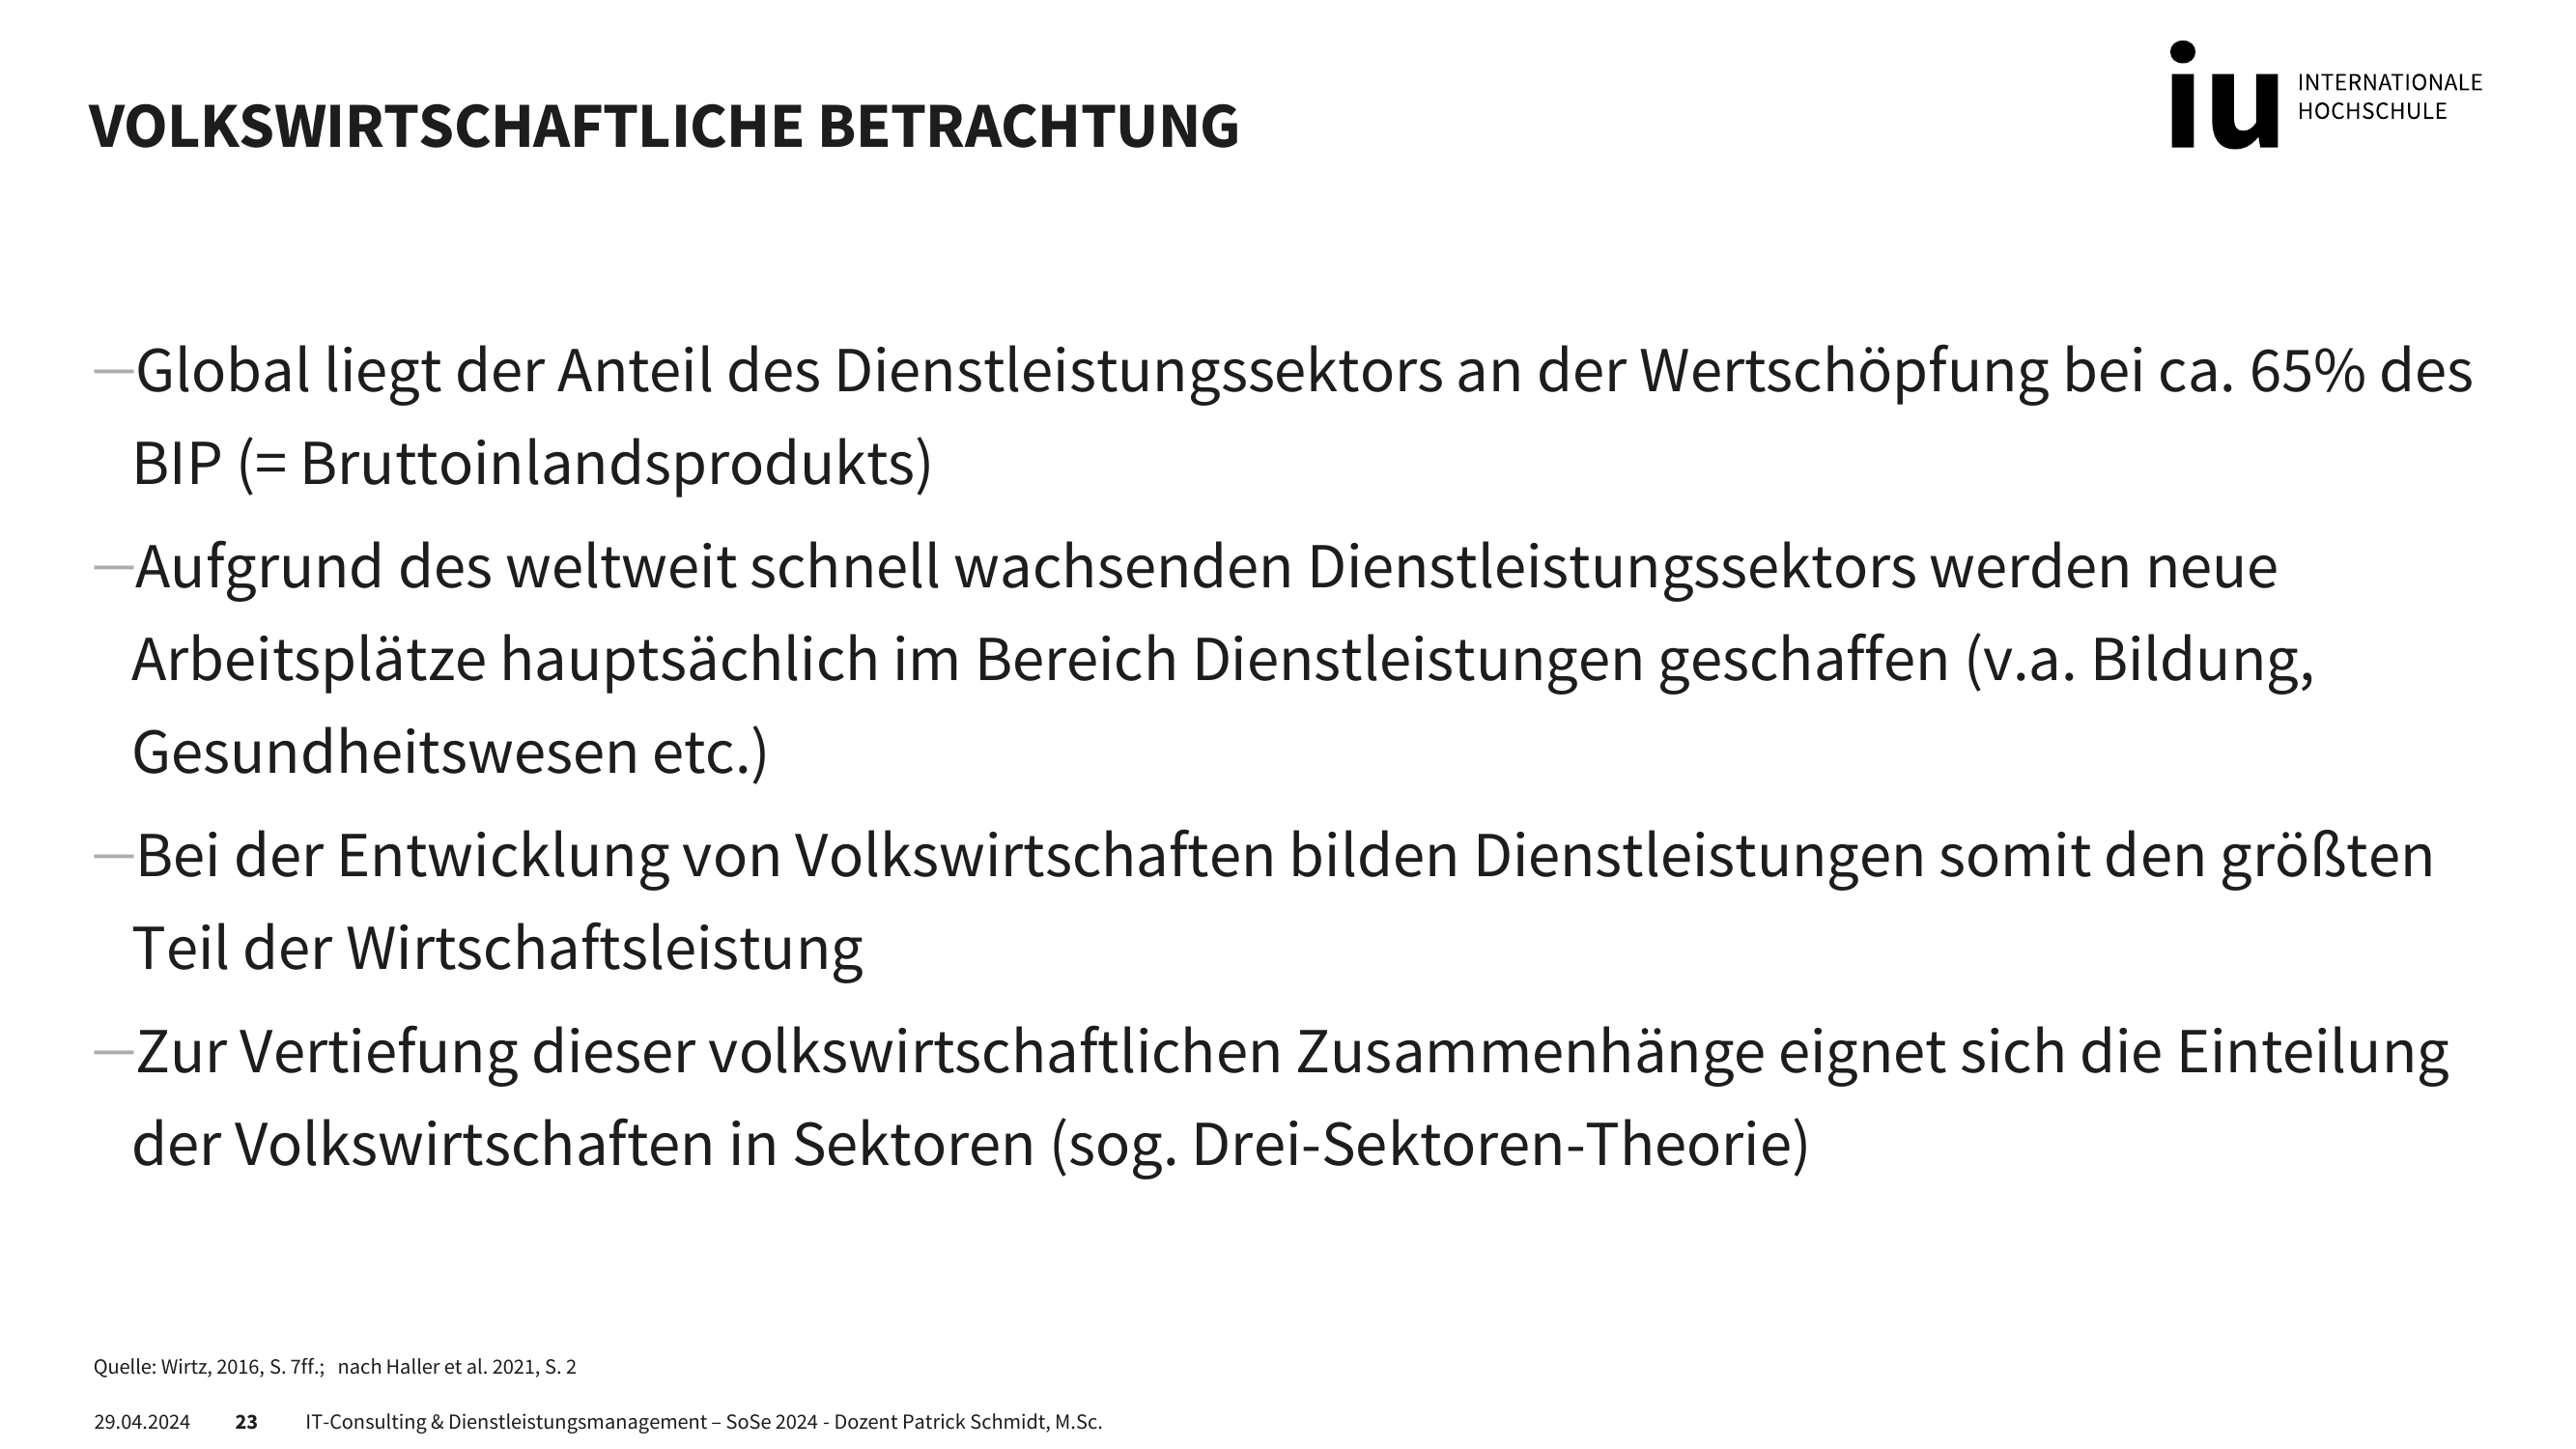 VOLKSWIRTSCHAFTLICHE BETRACHTUNG
iu INTERNATIONALE
HOCHSCHULE
—Global liegt der Anteil des Dienstleistungssektors an der Wertschöpfung bei ca. 65% des
BIP (= Bruttoinlandsprodukts)
—Aufgrund des weltweit schnell wachsenden Dienstleistungssektors werden neue
Arbeitsplätze hauptsächlich im Bereich Dienstleistungen geschaffen (v.a. Bildung,
Gesundheitswesen etc.)
—Bei der Entwicklung von Volkswirtschaften bilden Dienstleistungen somit den größten
Teil der Wirtschaftsleistung
—Zur Vertiefung dieser volkswirtschaftlichen Zusammenhänge eignet sich die Einteilung
der Volkswirtschaften in Sektoren (sog. Drei-Sektoren-Theorie)
Quelle: Wirtz, 2016, S. 7ff.; nach Haller et al. 2021, S. 2
29.04.2024 23 IT-Consulting & Dienstleistungsmanagement – SoSe 2024 - Dozent Patrick Schmidt, M.Sc.